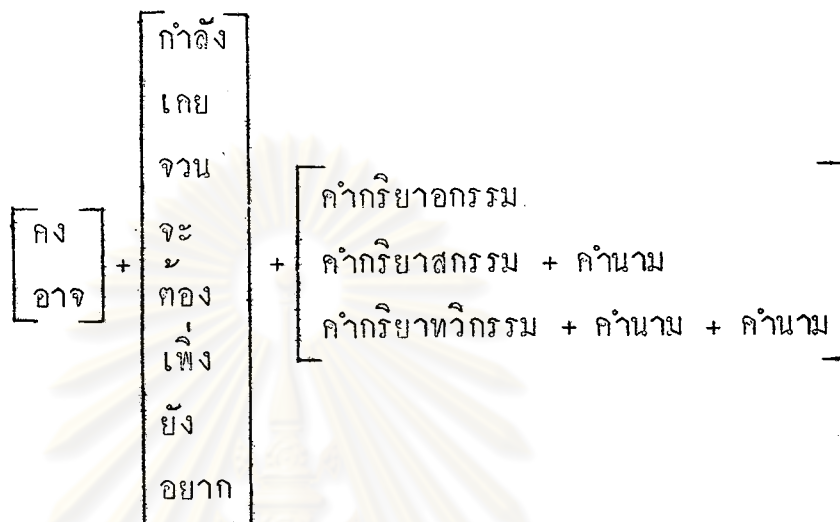 กำลัง
เคย
จวน
คำกริยาอกรรม
คง จะ
+ + คำกริยาสกรรม + คำนาม
อาจ ต้อง
คำกริยาทวิกรรม + คำนาม + คำนาม
เพิ่ง
ยัง
อยาก